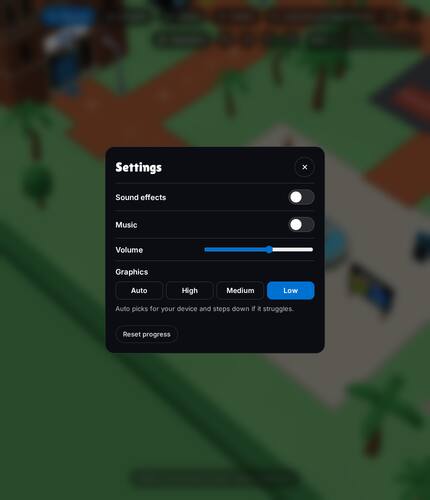 Settings
Sound effects
Music
Volume
Graphics
Auto High Medium Low
Auto picks for your device and steps down if it struggles.
Reset progress